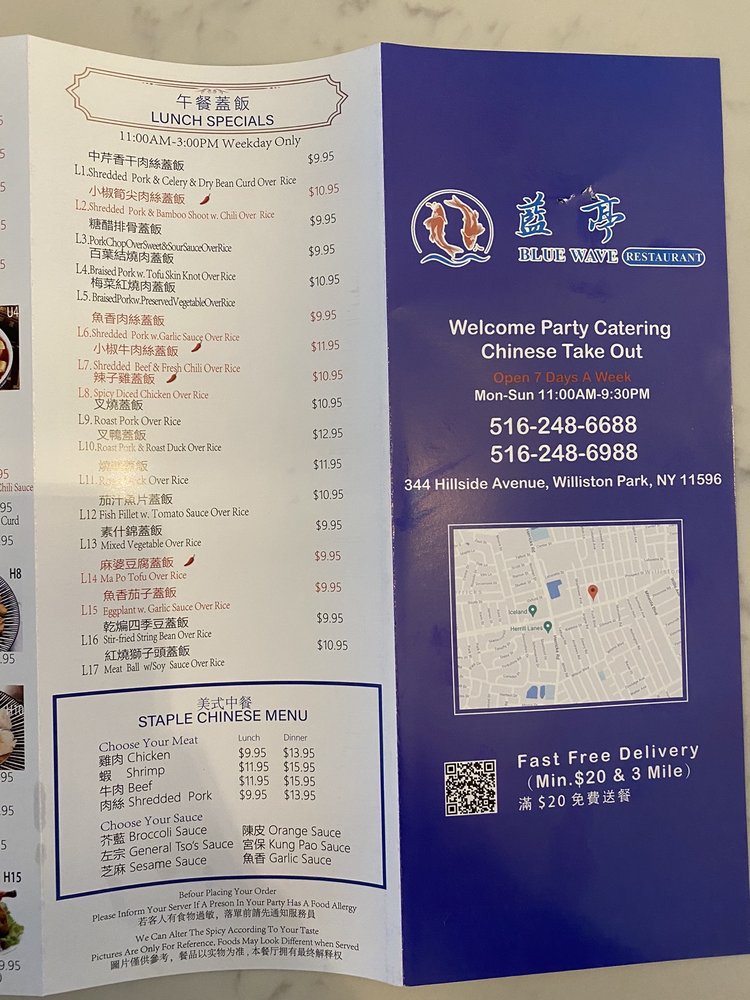 午餐蓋飯
LUNCH SPECIALS
11:00AM-3:00PM Weekday Only
中芹香干肉絲蓋飯
L1.Shredded Pork & Celery & Dry Bean Curd Over Rice $9.95
小椒筍尖肉絲蓋飯
L2.Shredded Pork & Bamboo Shoot w. Chili Over Rice $10.95
糖醋排骨蓋飯
L3.PorkChopOverSweet&SourSauceOverRice $9.95
百葉結燒肉蓋飯
L4.Braised Pork w. Tofu Skin Knot Over Rice $9.95
梅菜紅燒肉蓋飯
L5. BraisedPorkw.PreservedVegetableOverRice $10.95
魚香肉絲蓋飯
L6.Shredded Pork w.Garlic Sauce Over Rice $9.95
小椒牛肉絲蓋飯
L7. Shredded Beef & Fresh Chili Over Rice $11.95
辣子雞蓋飯
L8. Spicy Diced Chicken Over Rice $10.95
叉燒蓋飯
L9. Roast Pork Over Rice $10.95
叉鴨蓋飯
L10.Roast Pork & Roast Duck Over Rice $12.95
蓋飯
L11. Over Rice $11.95
茄汁魚片蓋飯
L12 Fish Fillet w. Tomato Sauce Over Rice $10.95
素什錦蓋飯
L13 Mixed Vegetable Over Rice $9.95
麻婆豆腐蓋飯
L14 Ma Po Tofu Over Rice $9.95
魚香茄子蓋飯
L15 Eggplant w. Garlic Sauce Over Rice $9.95
乾煸四季豆蓋飯
L16 Stir-fried String Bean Over Rice $9.95
紅燒獅子頭蓋飯
L17 Meat Ball w/Soy Sauce Over Rice $10.95
美式中餐
STAPLE CHINESE MENU
Choose Your Meat Lunch Dinner
雞肉 Chicken $9.95 $13.95
蝦 Shrimp $11.95 $15.95
牛肉 Beef $11.95 $15.95
肉絲 Shredded Pork $9.95 $13.95
Choose Your Sauce
芥藍 Broccoli Sauce 陳皮 Orange Sauce
左宗 General Tso's Sauce 宮保 Kung Pao Sauce
芝麻 Sesame Sauce 魚香 Garlic Sauce
Befour Placing Your Order
Please Inform Your Server If A Preson In Your Party Has A Food Allergy
若客人有食物過敏，落單前請先通知服務員
We Can Alter The Spicy According To Your Taste
Pictures Are Only For Reference, Foods May Look Different when Served
圖片僅供參考，餐品以实物为准，本餐厅拥有最终解释权
藍亭
BLUE WAVE RESTAURANT
Welcome Party Catering
Chinese Take Out
Open 7 Days A Week
Mon-Sun 11:00AM-9:30PM
516-248-6688
516-248-6988
344 Hillside Avenue, Williston Park, NY 11596
Iceland
Herrill Lanes
Fast Free Delivery
(Min.$20 & 3 Mile)
滿 $20 免費送餐
U4
Chili Sauce
Curd
H8
H10
H15